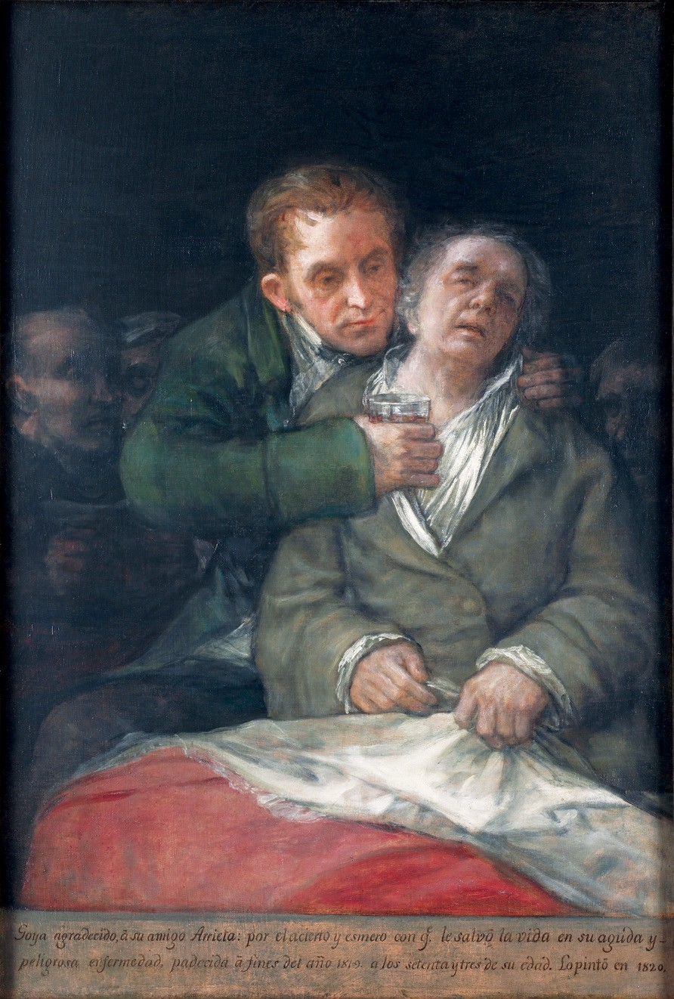 Goya agradecido, á su amigo Arrieta: por el acierto y esmero con q.e le salvó la vida en su aguda y
peligrosa enfermedad, padecida á fines del año 1819. a los setenta y tres de su edad. Lo pintó en 1820.